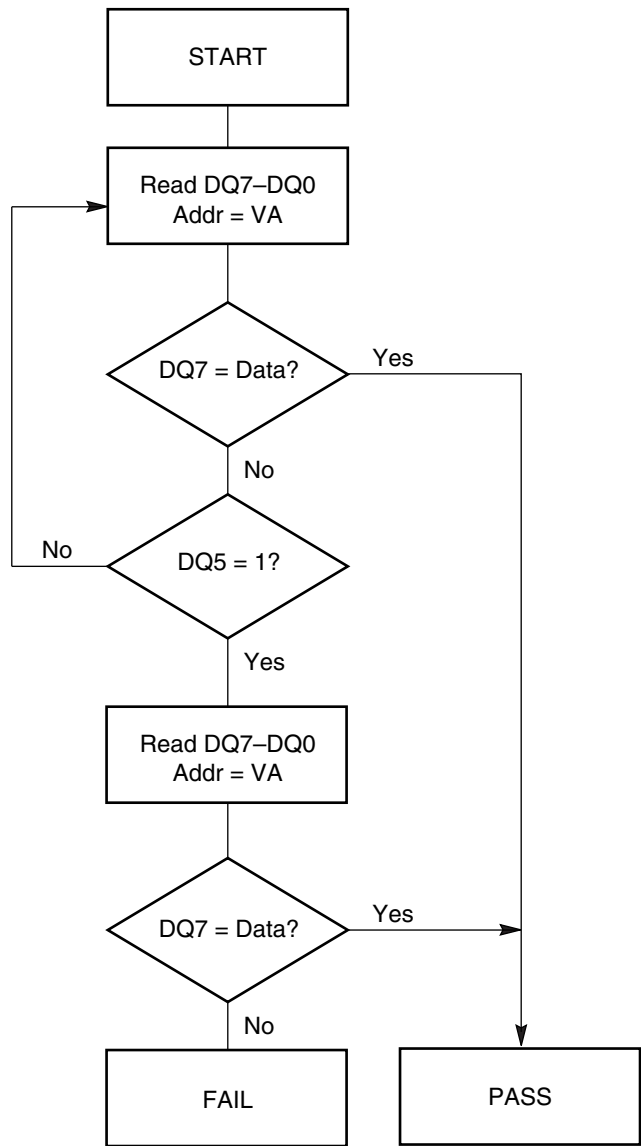 START
Read DQ7–DQ0
Addr = VA
DQ7 = Data?
Yes
No
No
DQ5 = 1?
Yes
Read DQ7–DQ0
Addr = VA
DQ7 = Data?
Yes
No
FAIL
PASS